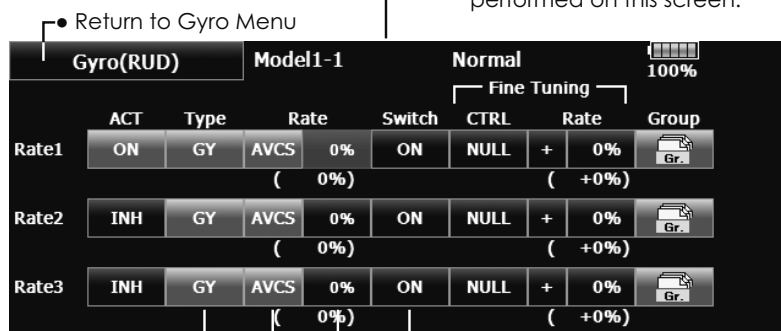 performed on this screen.
● Return to Gyro Menu
Gyro(RUD) Model1-1 Normal 100%
Fine Tuning
ACT Type Rate Switch CTRL Rate Group
Rate1 ON GY AVCS 0% ON NULL + 0% Gr.
( 0%) ( +0%)
Rate2 INH GY AVCS 0% ON NULL + 0% Gr.
( 0%) ( +0%)
Rate3 INH GY AVCS 0% ON NULL + 0% Gr.
( 0%) ( +0%)